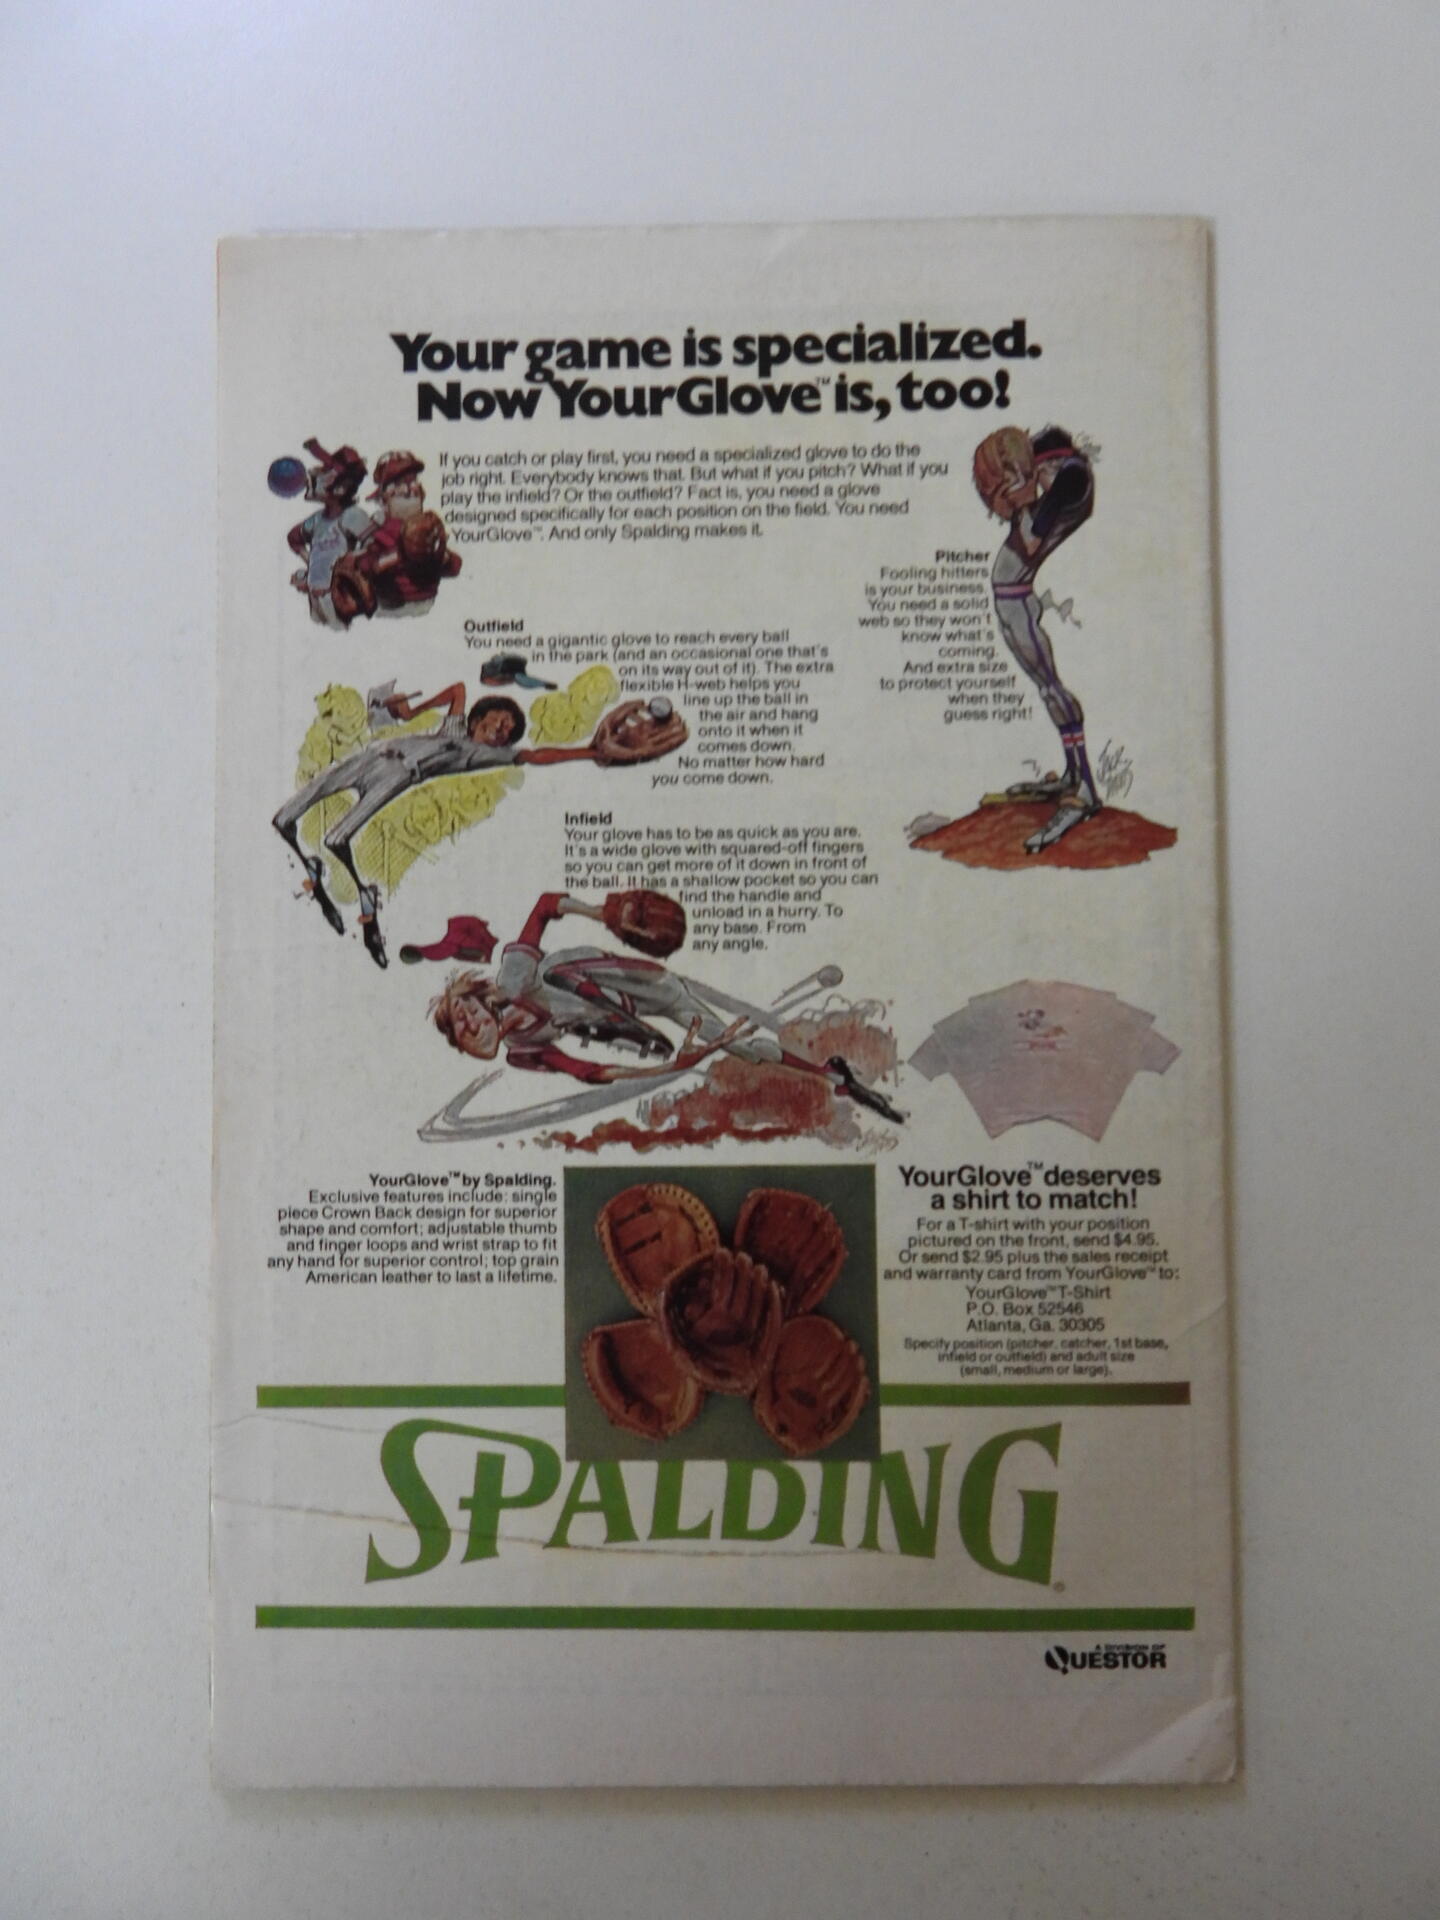 Your game is specialized.
Now YourGlove™ is, too!
If you catch or play first, you need a specialized glove to do the
job right. Everybody knows that. But what if you pitch? What if you
play the infield? Or the outfield? Fact is, you need a glove
designed specifically for each position on the field. You need
YourGlove™. And only Spalding makes it.
Pitcher
Fooling hitters
is your business.
You need a solid
web so they won't
know what's
coming.
And extra size
to protect yourself
when they
guess right!
Outfield
You need a gigantic glove to reach every ball
in the park (and an occasional one that's
on its way out of it). The extra
flexible H-web helps you
line up the ball in
the air and hang
onto it when it
comes down.
No matter how hard
you come down.
Infield
Your glove has to be as quick as you are.
It's a wide glove with squared-off fingers
so you can get more of it down in front of
the ball. It has a shallow pocket so you can
find the handle and
unload in a hurry. To
any base. From
any angle.
YourGlove™ by Spalding.
Exclusive features include: single
piece Crown Back design for superior
shape and comfort; adjustable thumb
and finger loops and wrist strap to fit
any hand for superior control; top grain
American leather to last a lifetime.
YourGlove™ deserves
a shirt to match!
For a T-shirt with your position
pictured on the front, send $4.95.
Or send $2.95 plus the sales receipt
and warranty card from YourGlove™ to:
YourGlove™ T-Shirt
P.O. Box 52546
Atlanta, Ga. 30305
Specify position (pitcher, catcher, 1st base,
infield or outfield) and adult size
(small, medium or large).
SPALDING®
A DIVISION OF
QUESTOR